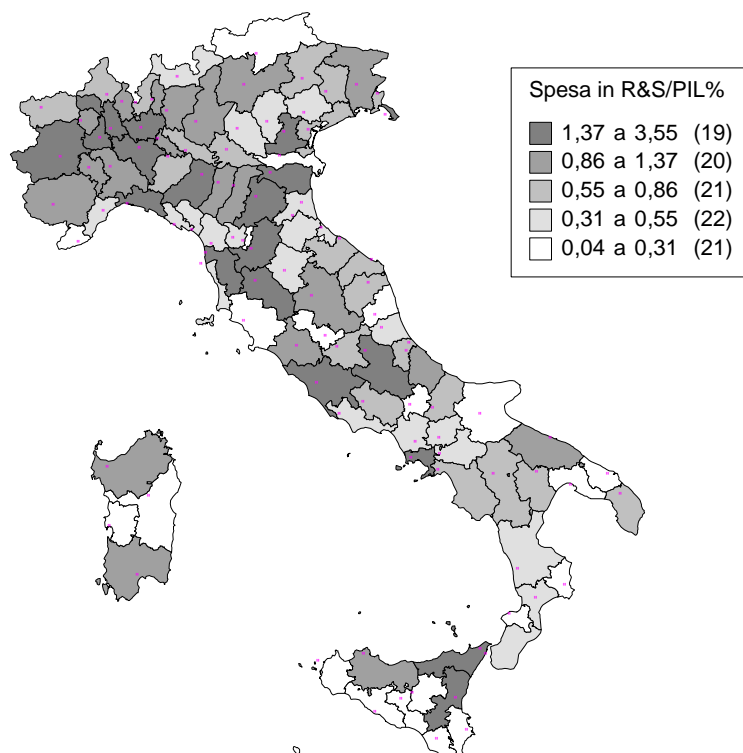 Spesa in R&S/PIL%
1,37 a 3,55 (19)
0,86 a 1,37 (20)
0,55 a 0,86 (21)
0,31 a 0,55 (22)
0,04 a 0,31 (21)